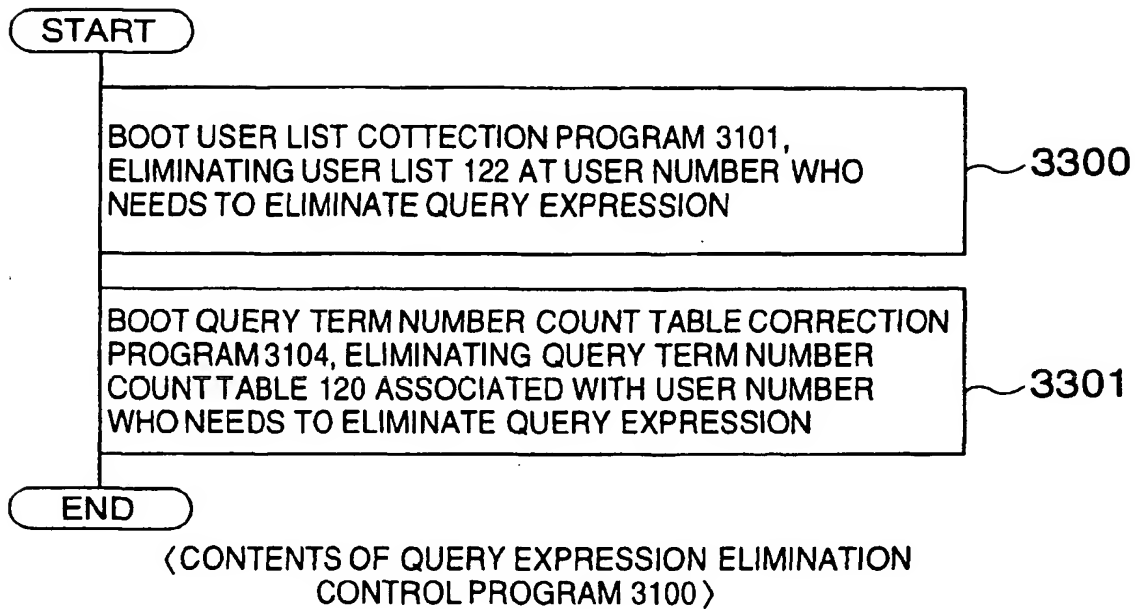 START
BOOT USER LIST COTTECTION PROGRAM 3101,
ELIMINATING USER LIST 122 AT USER NUMBER WHO
NEEDS TO ELIMINATE QUERY EXPRESSION
3300
BOOT QUERY TERM NUMBER COUNT TABLE CORRECTION
PROGRAM 3104, ELIMINATING QUERY TERM NUMBER
COUNT TABLE 120 ASSOCIATED WITH USER NUMBER
WHO NEEDS TO ELIMINATE QUERY EXPRESSION
3301
END
〈CONTENTS OF QUERY EXPRESSION ELIMINATION
CONTROL PROGRAM 3100〉